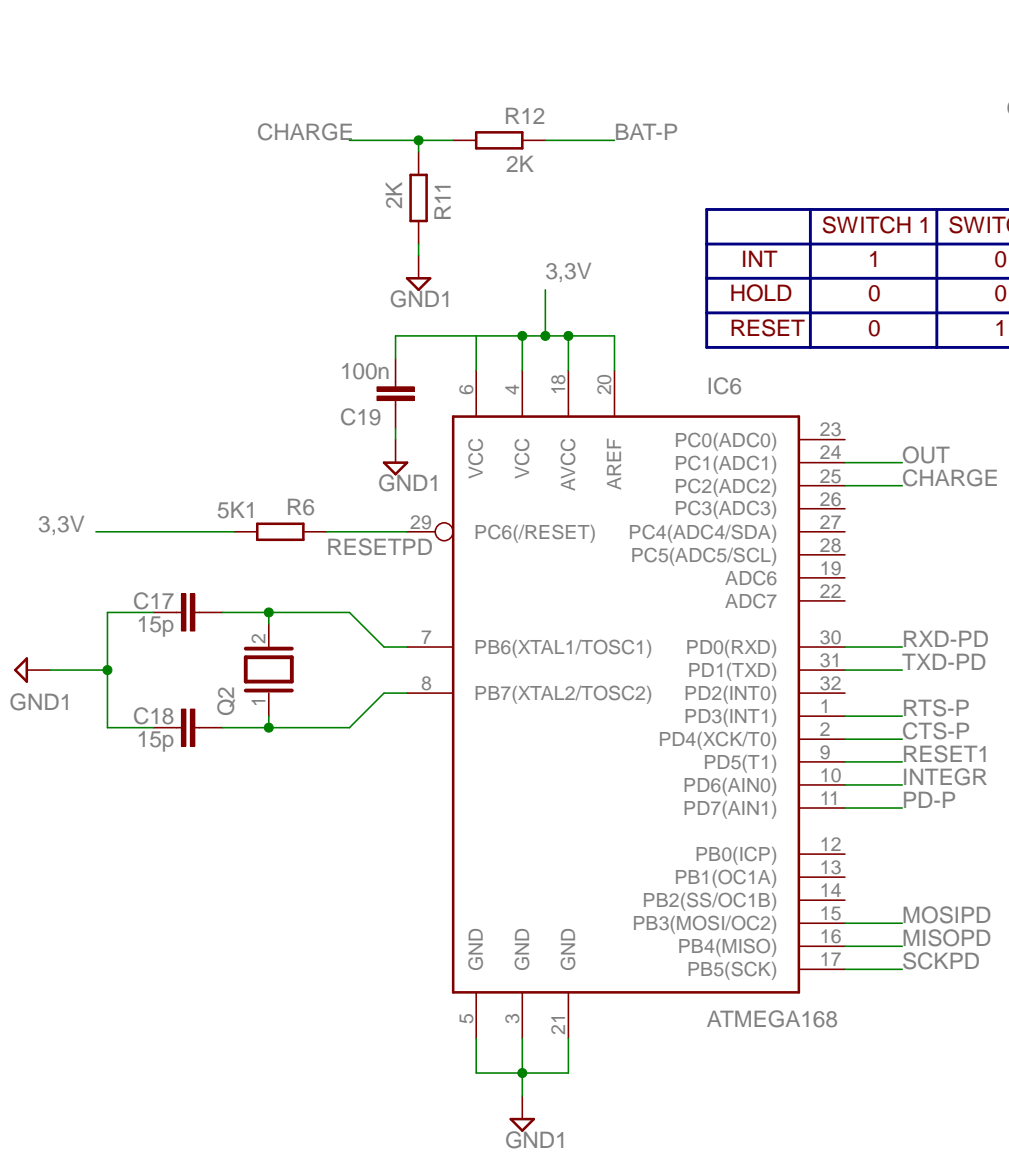 R12
CHARGE
BAT-P
2K
2K
R11
GND1
SWITCH 1
INT 1 0
HOLD 0 0
RESET 0 1
3,3V
100n
C19
GND1
6
4
18
20
IC6
VCC
VCC
AVCC
AREF
3,3V
5K1
R6
29
RESETPD
PC6(/RESET)
C17
15p
2
Q2
1
C18
15p
GND1
7
PB6(XTAL1/TOSC1)
8
PB7(XTAL2/TOSC2)
PC0(ADC0) 23
PC1(ADC1) 24 OUT
PC2(ADC2) 25 CHARGE
PC3(ADC3) 26
PC4(ADC4/SDA) 27
PC5(ADC5/SCL) 28
ADC6 19
ADC7 22
PD0(RXD) 30 RXD-PD
PD1(TXD) 31 TXD-PD
PD2(INT0) 32
PD3(INT1) 1 RTS-P
PD4(XCK/T0) 2 CTS-P
PD5(T1) 9 RESET1
PD6(AIN0) 10 INTEGR
PD7(AIN1) 11 PD-P
PB0(ICP) 12
PB1(OC1A) 13
PB2(SS/OC1B) 14
PB3(MOSI/OC2) 15 MOSIPD
PB4(MISO) 16 MISOPD
PB5(SCK) 17 SCKPD
GND
GND
GND
5
3
21
ATMEGA168
GND1